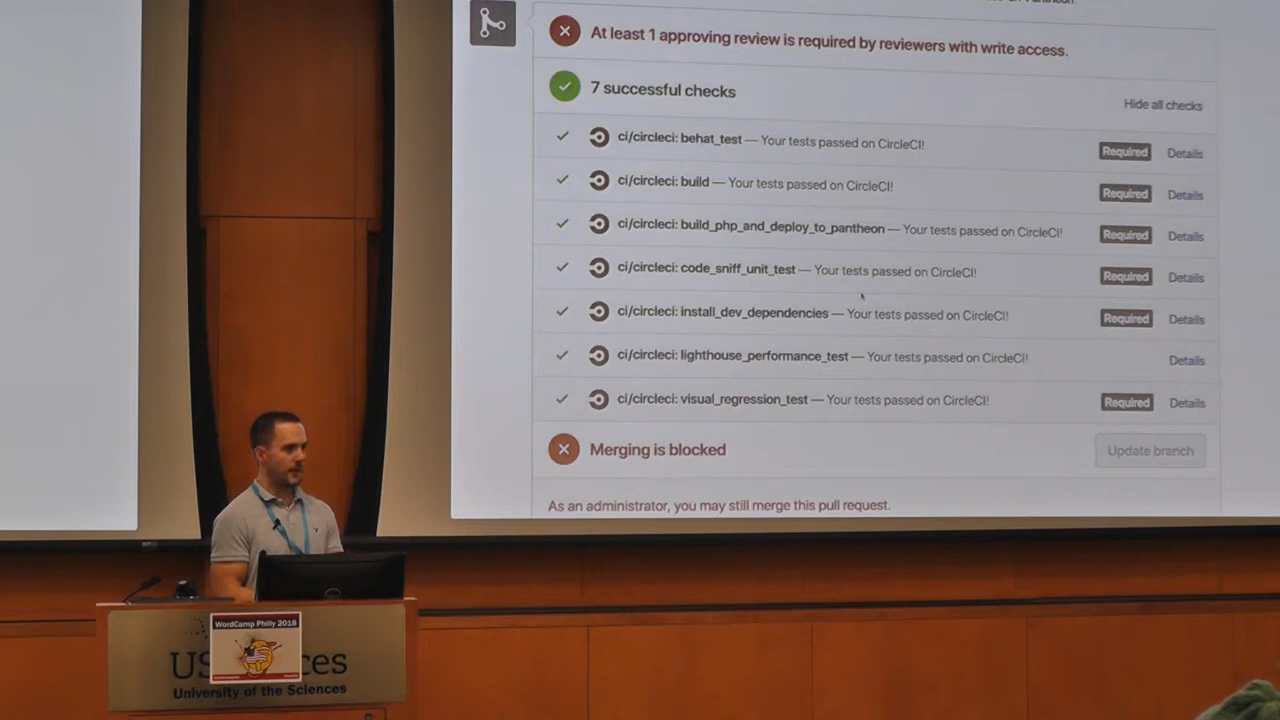 At least 1 approving review is required by reviewers with write access.
7 successful checks
Hide all checks
ci/circleci: behat_test — Your tests passed on CircleCI!
Required
Details
ci/circleci: build — Your tests passed on CircleCI!
Required
Details
ci/circleci: build_php_and_deploy_to_pantheon — Your tests passed on CircleCI!
Required
Details
ci/circleci: code_sniff_unit_test — Your tests passed on CircleCI!
Required
Details
ci/circleci: install_dev_dependencies — Your tests passed on CircleCI!
Required
Details
ci/circleci: lighthouse_performance_test — Your tests passed on CircleCI!
Details
ci/circleci: visual_regression_test — Your tests passed on CircleCI!
Required
Details
Merging is blocked
Update branch
As an administrator, you may still merge this pull request.
WordCamp Philly 2018
University of the Sciences